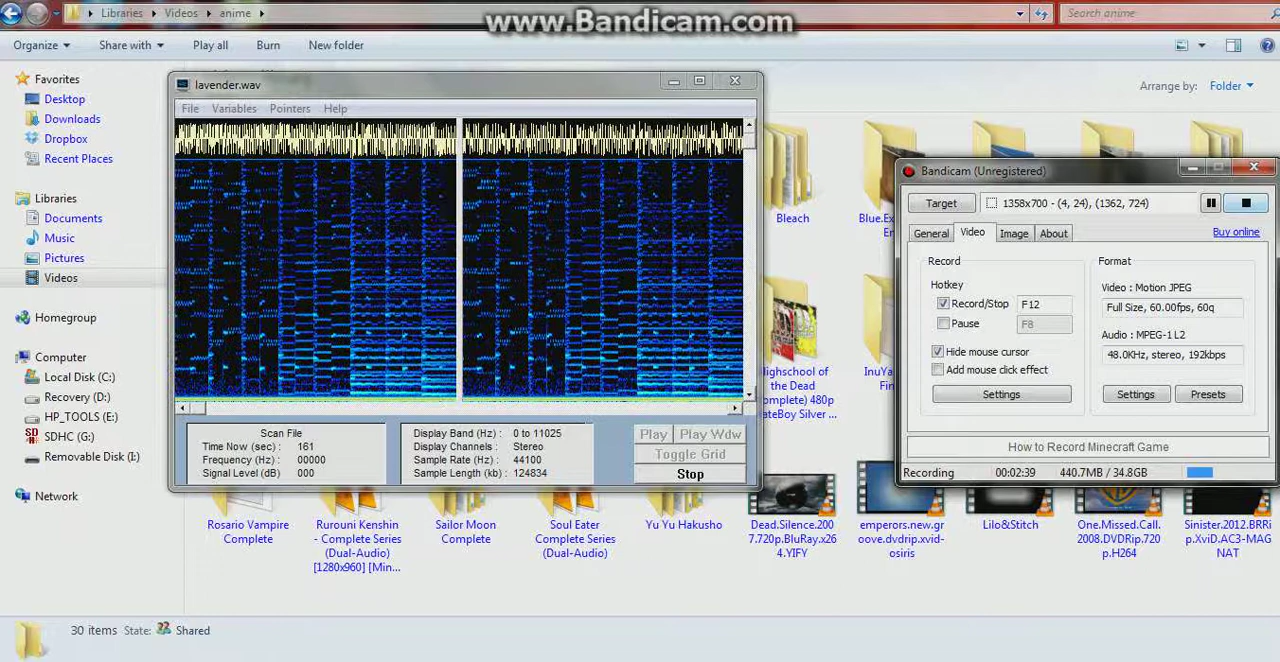 www.Bandicam.com
Libraries
Videos
anime
Search anime
Organize
Share with
Play all
Burn
New folder
Arrange by:
Folder
Favorites
Desktop
Downloads
Dropbox
Recent Places
Libraries
Documents
Music
Pictures
Videos
Homegroup
Computer
Local Disk (C:)
Recovery (D:)
HP_TOOLS (E:)
SDHC (G:)
Removable Disk (I:)
Network
lavender.wav
File
Variables
Pointers
Help
Scan File
Time Now (sec) : 161
Frequency (Hz) : 00000
Signal Level (dB) 000
Display Band (Hz) : 0 to 11025
Display Channels : Stereo
Sample Rate (Hz) : 44100
Sample Length (kb) : 124834
Play
Play Wdw
Toggle Grid
Stop
Bleach
Blue.Ex
Highschool of
the Dead
Complete) 480p
ateBoy Silver ...
InuYa
Fin
Bandicam (Unregistered)
Target
1358x700 - (4, 24), (1362, 724)
General
Video
Image
About
Buy online
Record
Hotkey
Record/Stop
F12
Pause
F8
Hide mouse cursor
Add mouse click effect
Settings
Format
Video : Motion JPEG
Full Size, 60.00fps, 60q
Audio : MPEG-1 L2
48.0KHz, stereo, 192kbps
Settings
Presets
How to Record Minecraft Game
Recording
00:02:39
440.7MB / 34.8GB
Rosario Vampire
Complete
Rurouni Kenshin
- Complete Series
(Dual-Audio)
[1280x960] [Min...
Sailor Moon
Complete
Soul Eater
Complete Series
(Dual-Audio)
Yu Yu Hakusho
Dead.Silence.200
7.720p.BluRay.x26
4.YIFY
emperors.new.gr
oove.dvdrip.xvid-
osiris
Lilo&Stitch
One.Missed.Call.
2008.DVDRip.720
p.H264
Sinister.2012.BRRi
p.XviD.AC3-MAG
NAT
30 items
State:
Shared